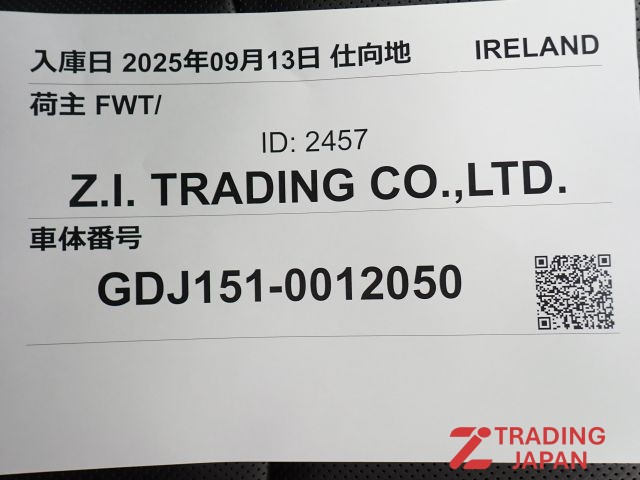 入庫日 2025年09月13日 仕向地 IRELAND
荷主 FWT/
ID: 2457
Z.I. TRADING CO.,LTD.
車体番号
GDJ151-0012050
TRADING
JAPAN